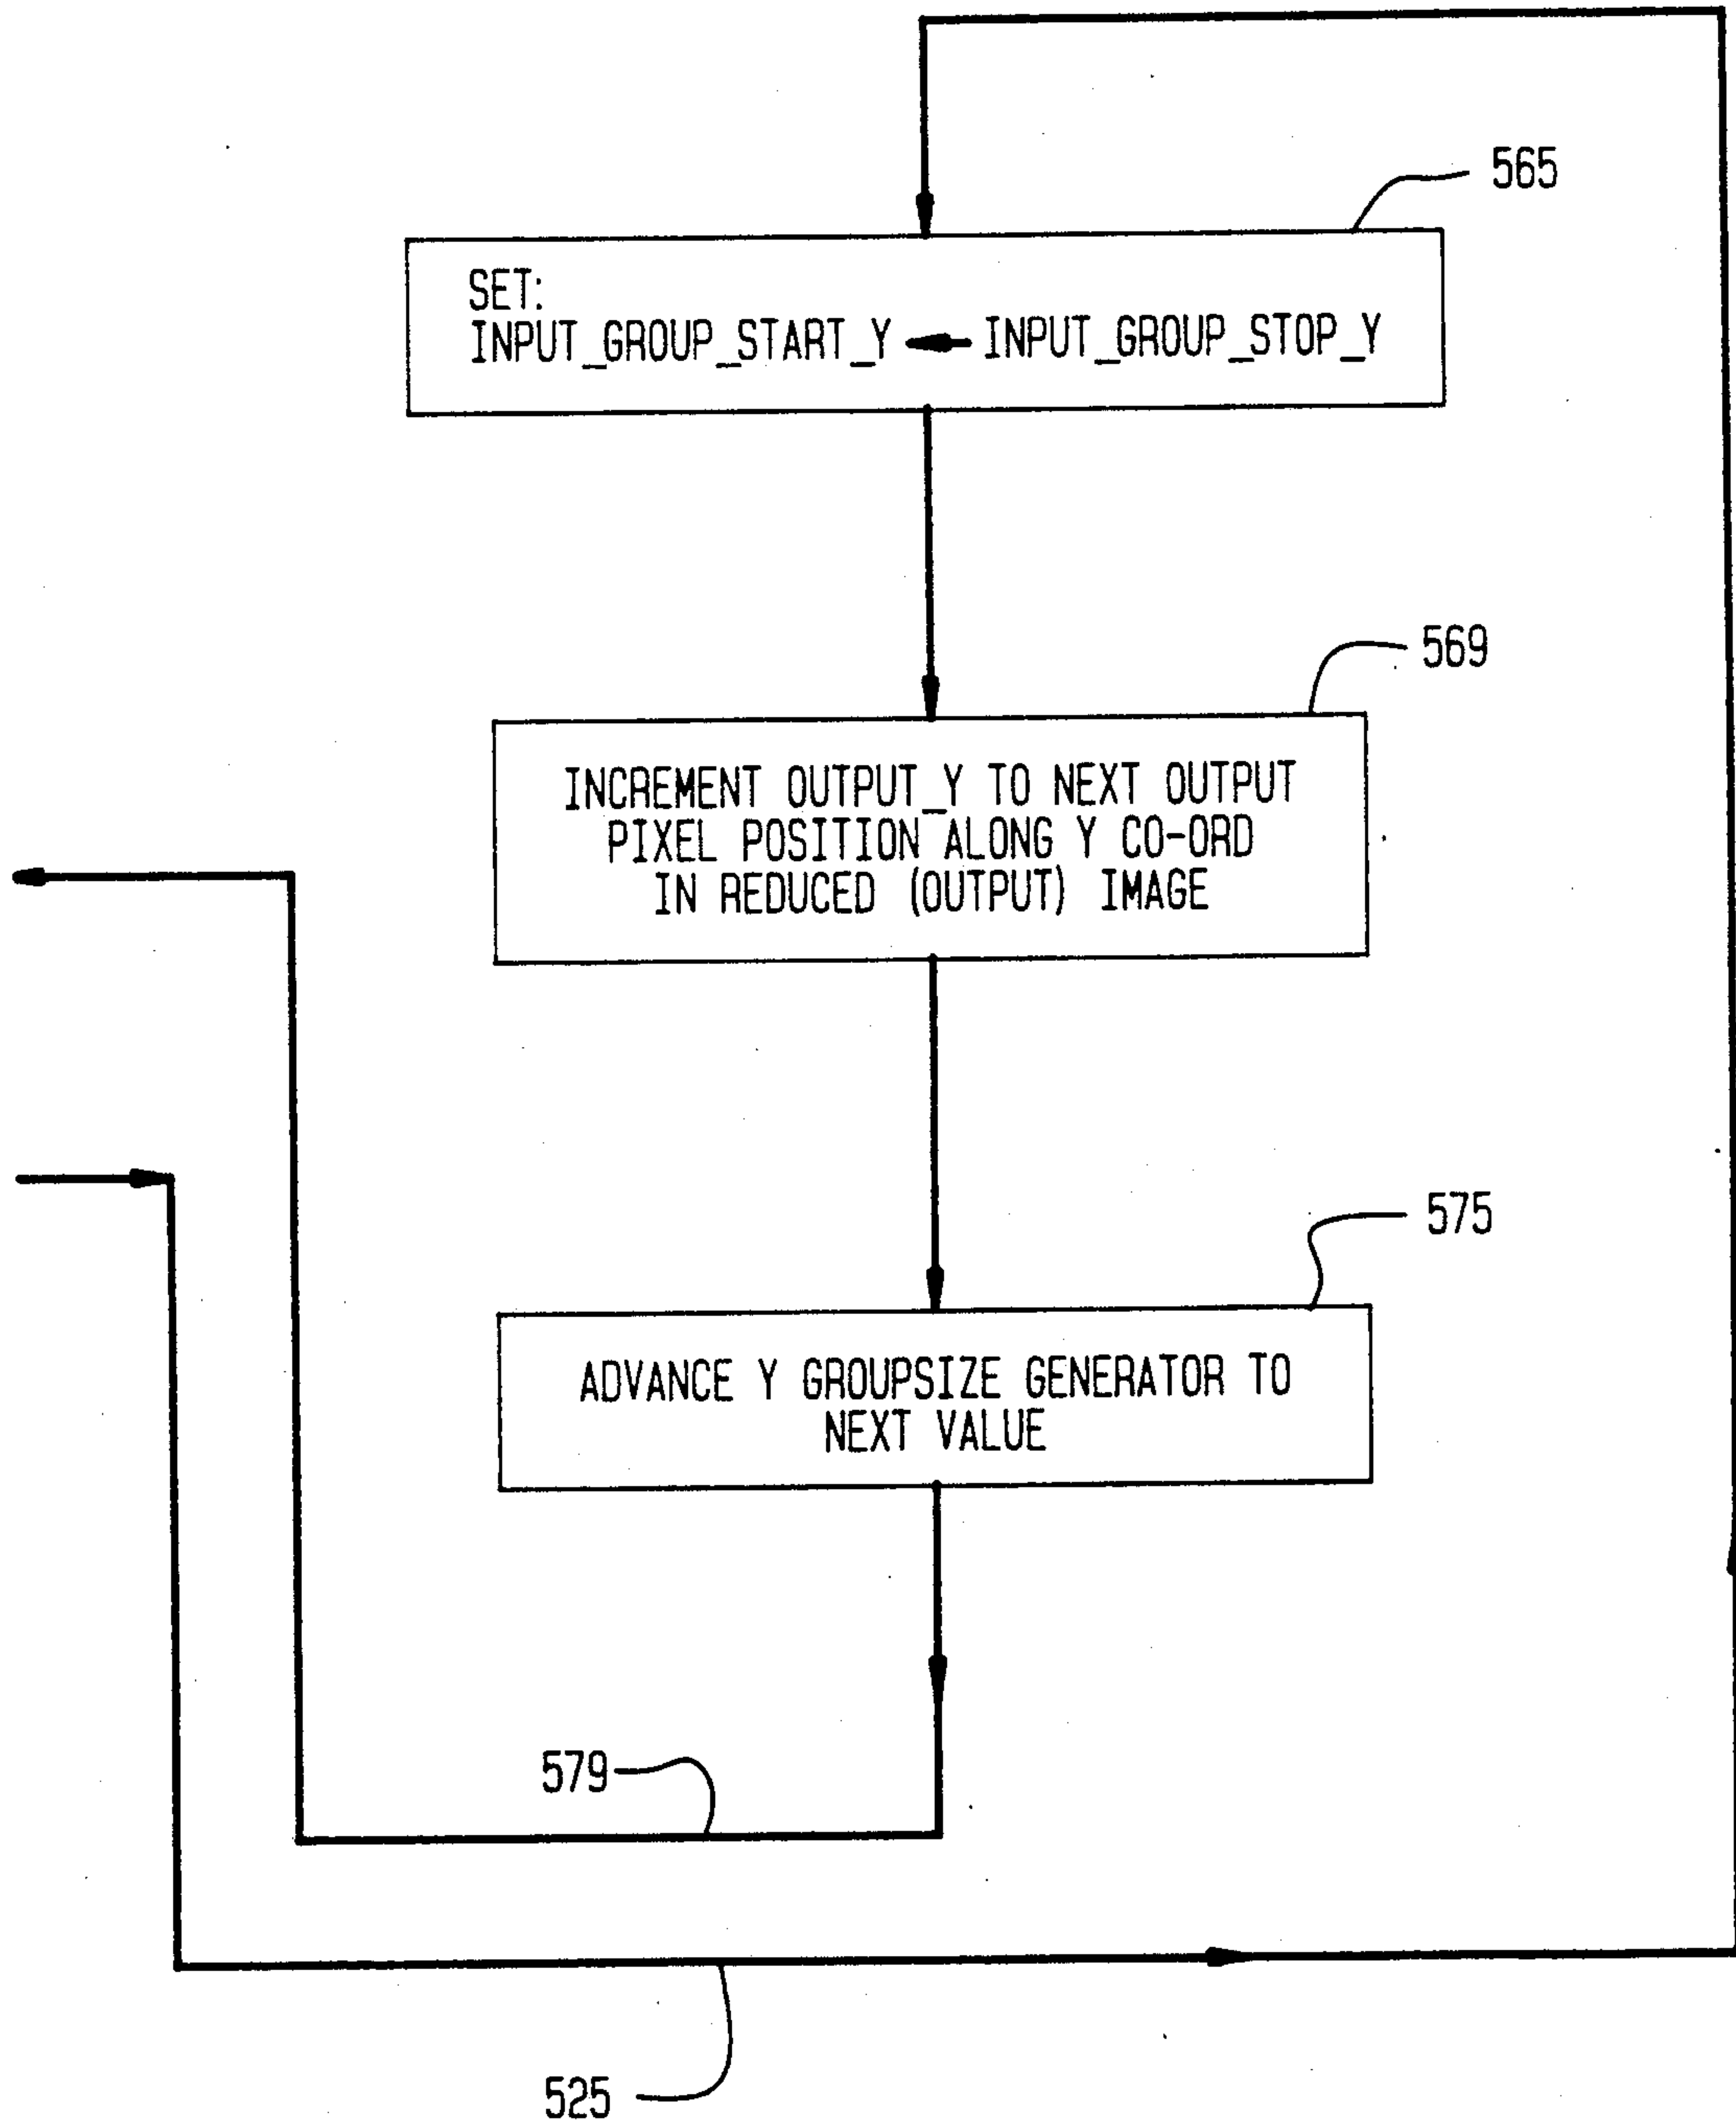 565
SET:
INPUT_GROUP_START_Y ← INPUT_GROUP_STOP_Y
569
INCREMENT OUTPUT_Y TO NEXT OUTPUT
PIXEL POSITION ALONG Y CO-ORD
IN REDUCED (OUTPUT) IMAGE
575
ADVANCE Y GROUPSIZE GENERATOR TO
NEXT VALUE
579
525